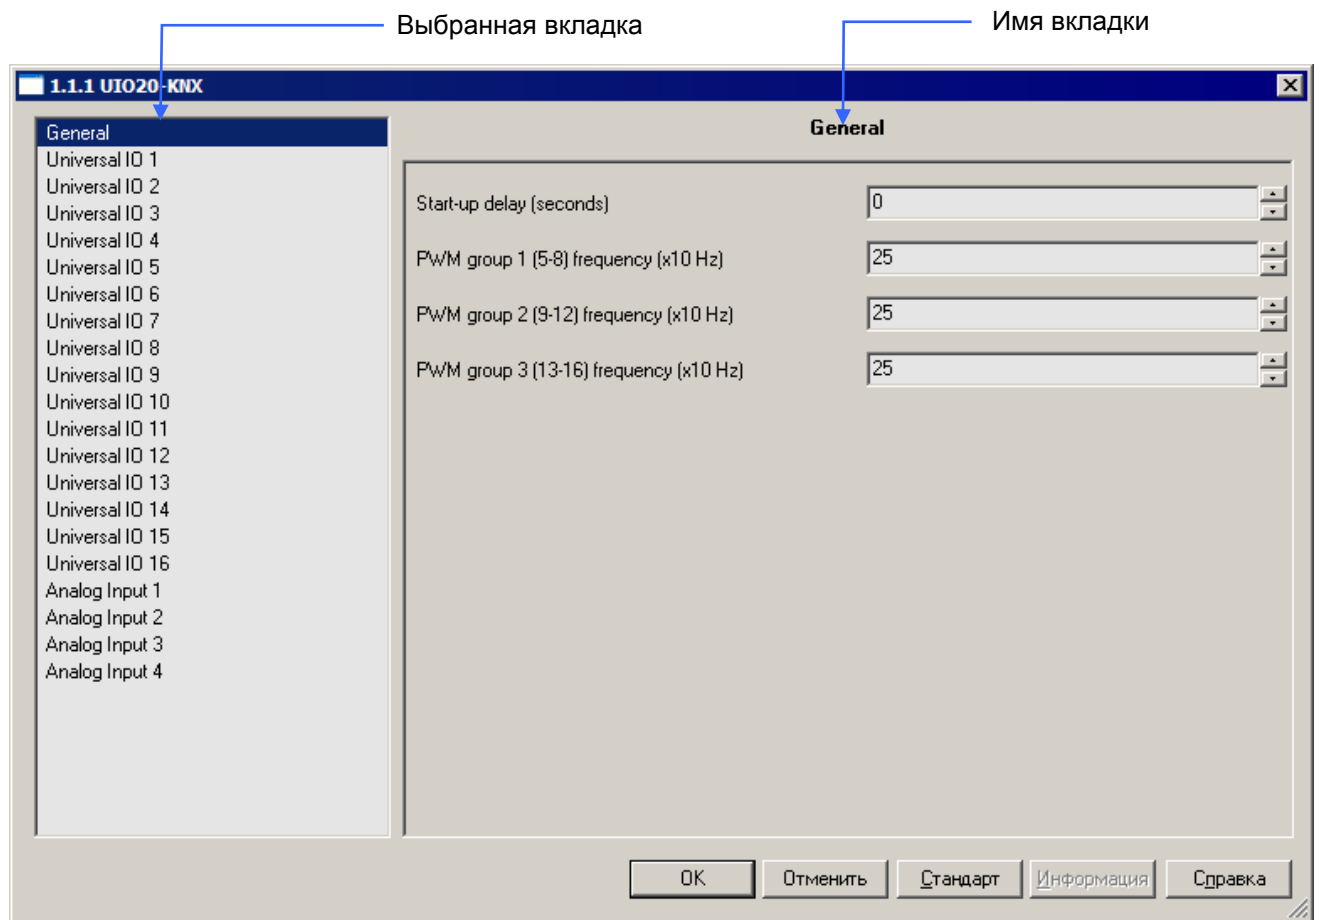 Выбранная вкладка
Имя вкладки
1.1.1 UIO20-KNX
General
Universal IO 1
Universal IO 2
Universal IO 3
Universal IO 4
Universal IO 5
Universal IO 6
Universal IO 7
Universal IO 8
Universal IO 9
Universal IO 10
Universal IO 11
Universal IO 12
Universal IO 13
Universal IO 14
Universal IO 15
Universal IO 16
Analog Input 1
Analog Input 2
Analog Input 3
Analog Input 4
General
Start-up delay (seconds) 0
PWM group 1 (5-8) frequency (x10 Hz) 25
PWM group 2 (9-12) frequency (x10 Hz) 25
PWM group 3 (13-16) frequency (x10 Hz) 25
OK Отменить Стандарт Информация Справка